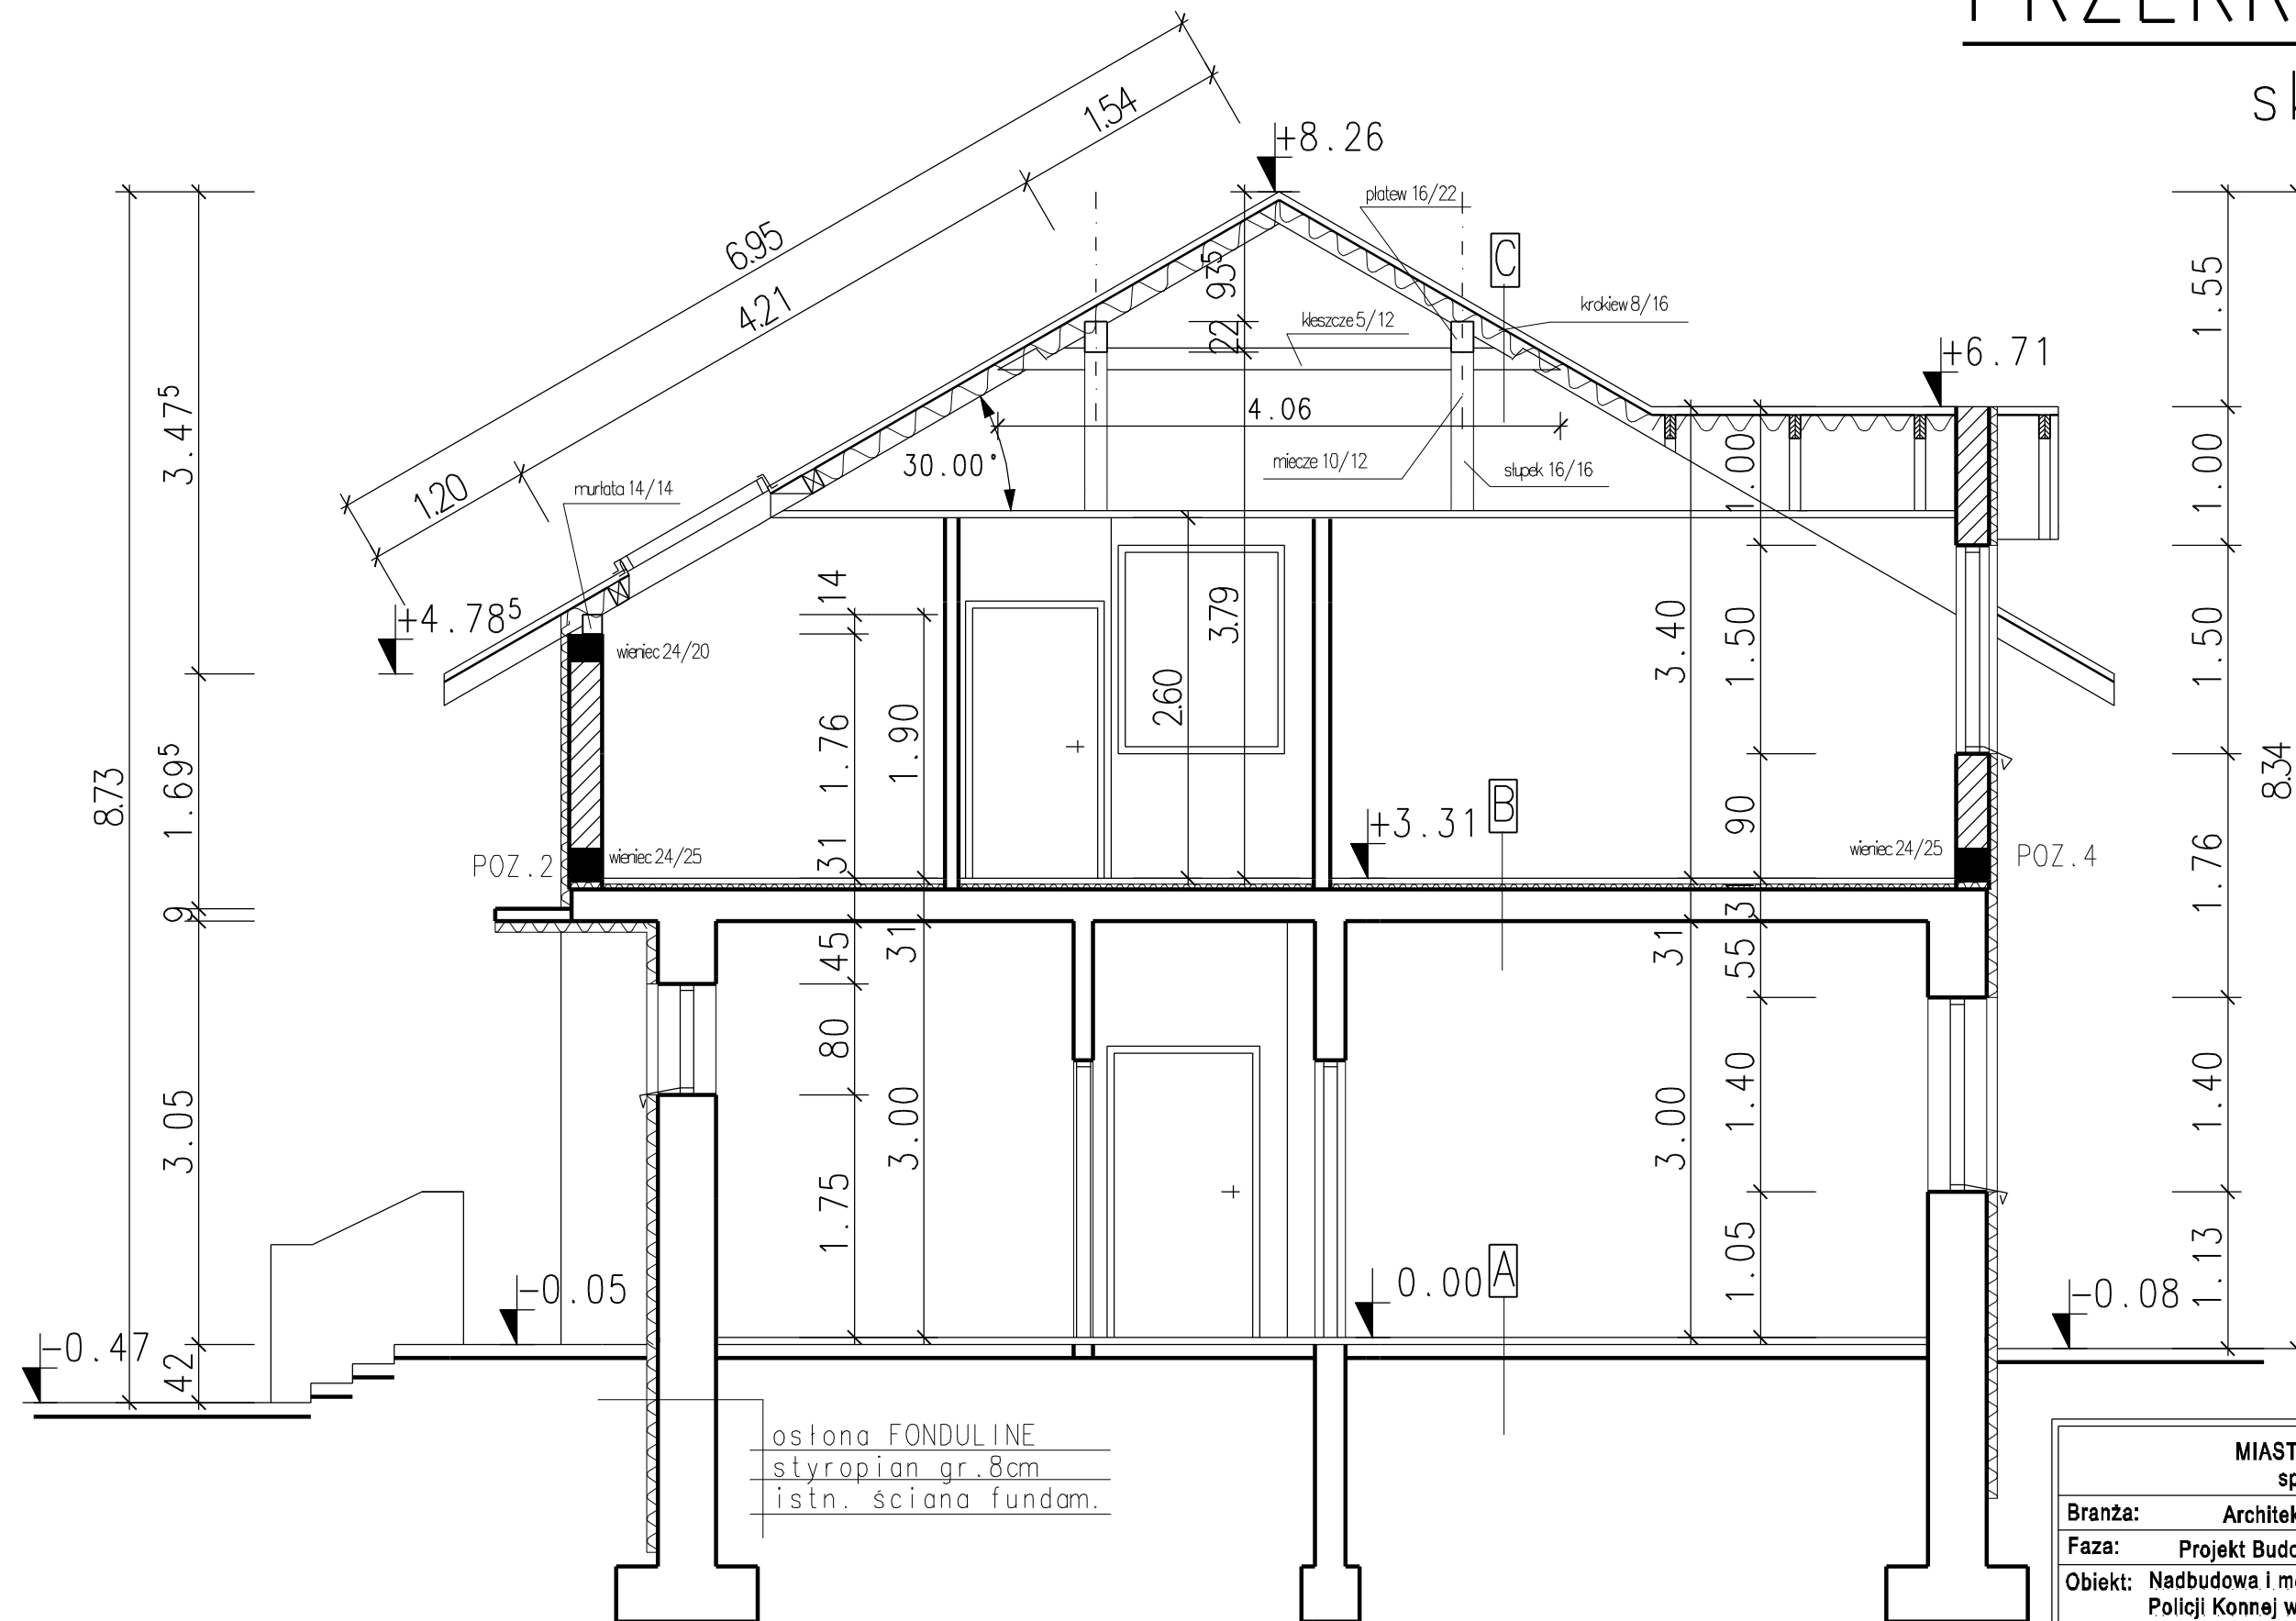 PRZEKR
sk
1.54
+8.26
6.95
4.21
1.20
płatew 16/22
C
93⁵
22
kleszcze 5/12
krokiew 8/16
1.55
+6.71
3.47⁵
4.06
30.00°
miecze 10/12
słupek 16/16
murłata 14/14
1.00
1.00
+4.78⁵
14
wieniec 24/20
3.79
2.60
3.40
1.50
1.50
1.76
1.90
8.73
1.69⁵
8.34
+3.31
B
90
31
wieniec 24/25
POZ.2
wieniec 24/25
POZ.4
1.76
9
45
31
31
31
55
80
3.00
3.00
1.40
1.40
3.05
1.75
1.05
1.13
-0.05
0.00
A
-0.08
-0.47
42
osłona FONDULINE
styropian gr.8cm
istn. ściana fundam.
MIAST
sp
Branża: Architek
Faza: Projekt Budo
Obiekt: Nadbudowa i m
Policji Konnej w